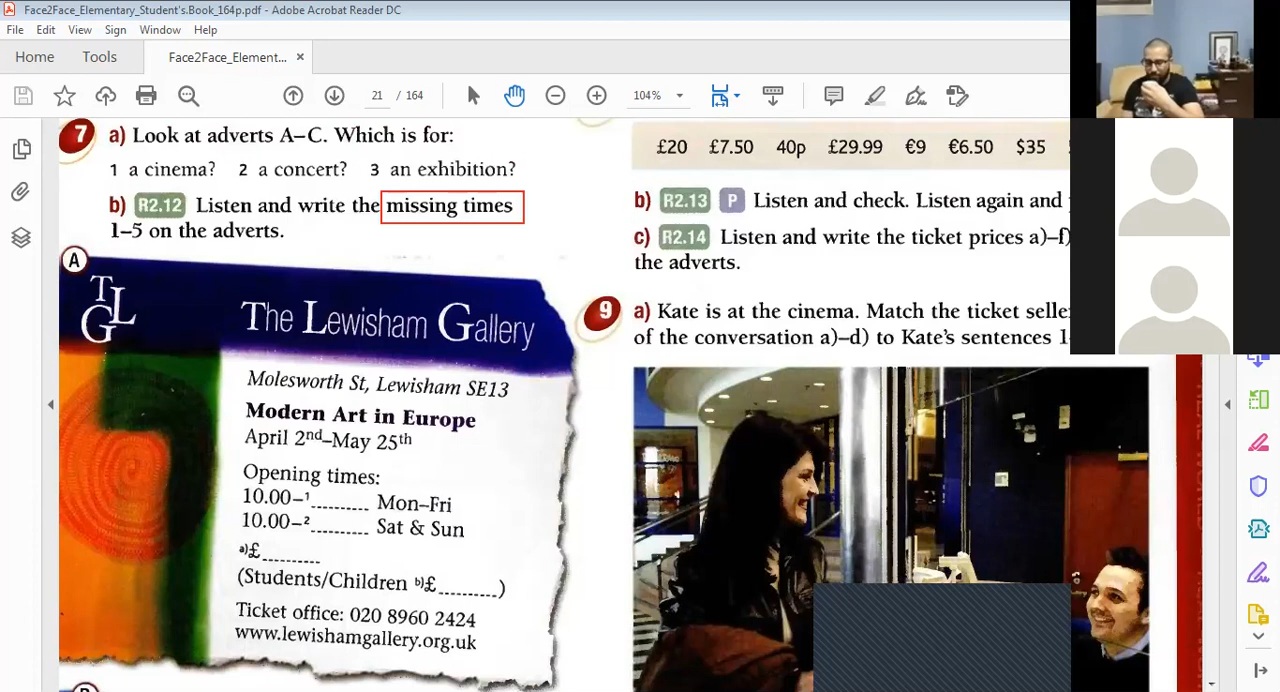 Face2Face_Elementary_Student's.Book_164p.pdf - Adobe Acrobat Reader DC
File Edit View Sign Window Help
Home Tools Face2Face_Element... ×
21 / 164 104%
7 a) Look at adverts A–C. Which is for:
1 a cinema? 2 a concert? 3 an exhibition?
b) R2.12 Listen and write the missing times
1–5 on the adverts.
A
TLG
The Lewisham Gallery
Molesworth St, Lewisham SE13
Modern Art in Europe
April 2nd–May 25th
Opening times:
10.00–1_________ Mon–Fri
10.00–2_________ Sat & Sun
a)£_________
(Students/Children b)£_________)
Ticket office: 020 8960 2424
www.lewishamgallery.org.uk
£20 £7.50 40p £29.99 €9 €6.50 $35
b) R2.13 P Listen and check. Listen again and
c) R2.14 Listen and write the ticket prices a)–f)
the adverts.
9 a) Kate is at the cinema. Match the ticket
of the conversation a)–d) to Kate's sentences